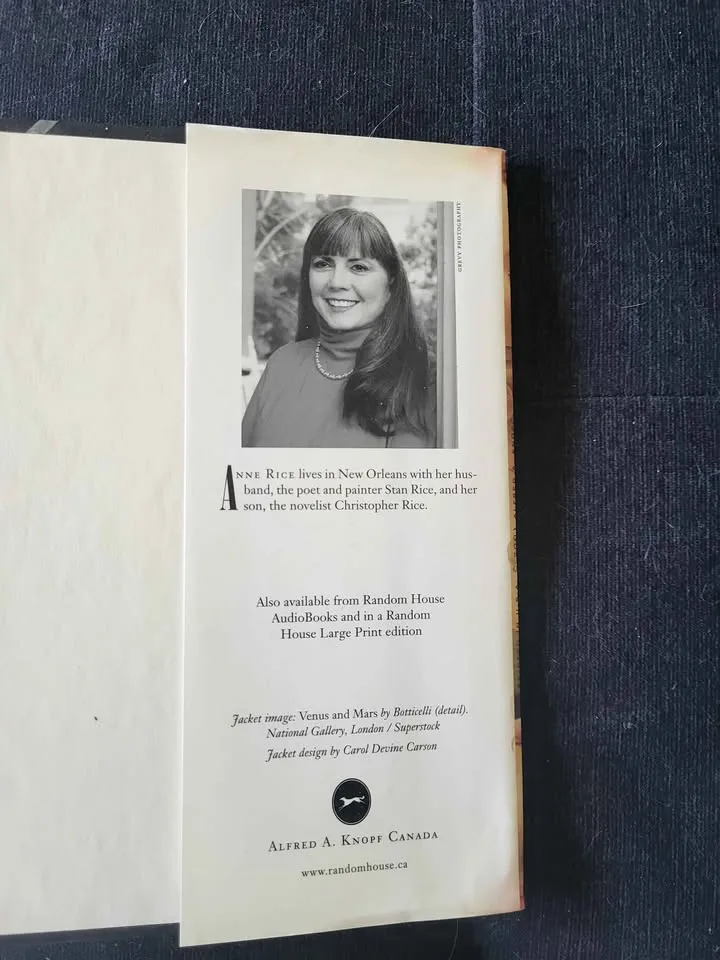 GREVY PHOTOGRAPHY
ANNE RICE lives in New Orleans with her hus-
band, the poet and painter Stan Rice, and her
son, the novelist Christopher Rice.
Also available from Random House
AudioBooks and in a Random
House Large Print edition
Jacket image: Venus and Mars by Botticelli (detail).
National Gallery, London / Superstock
Jacket design by Carol Devine Carson
ALFRED A. KNOPF CANADA
www.randomhouse.ca